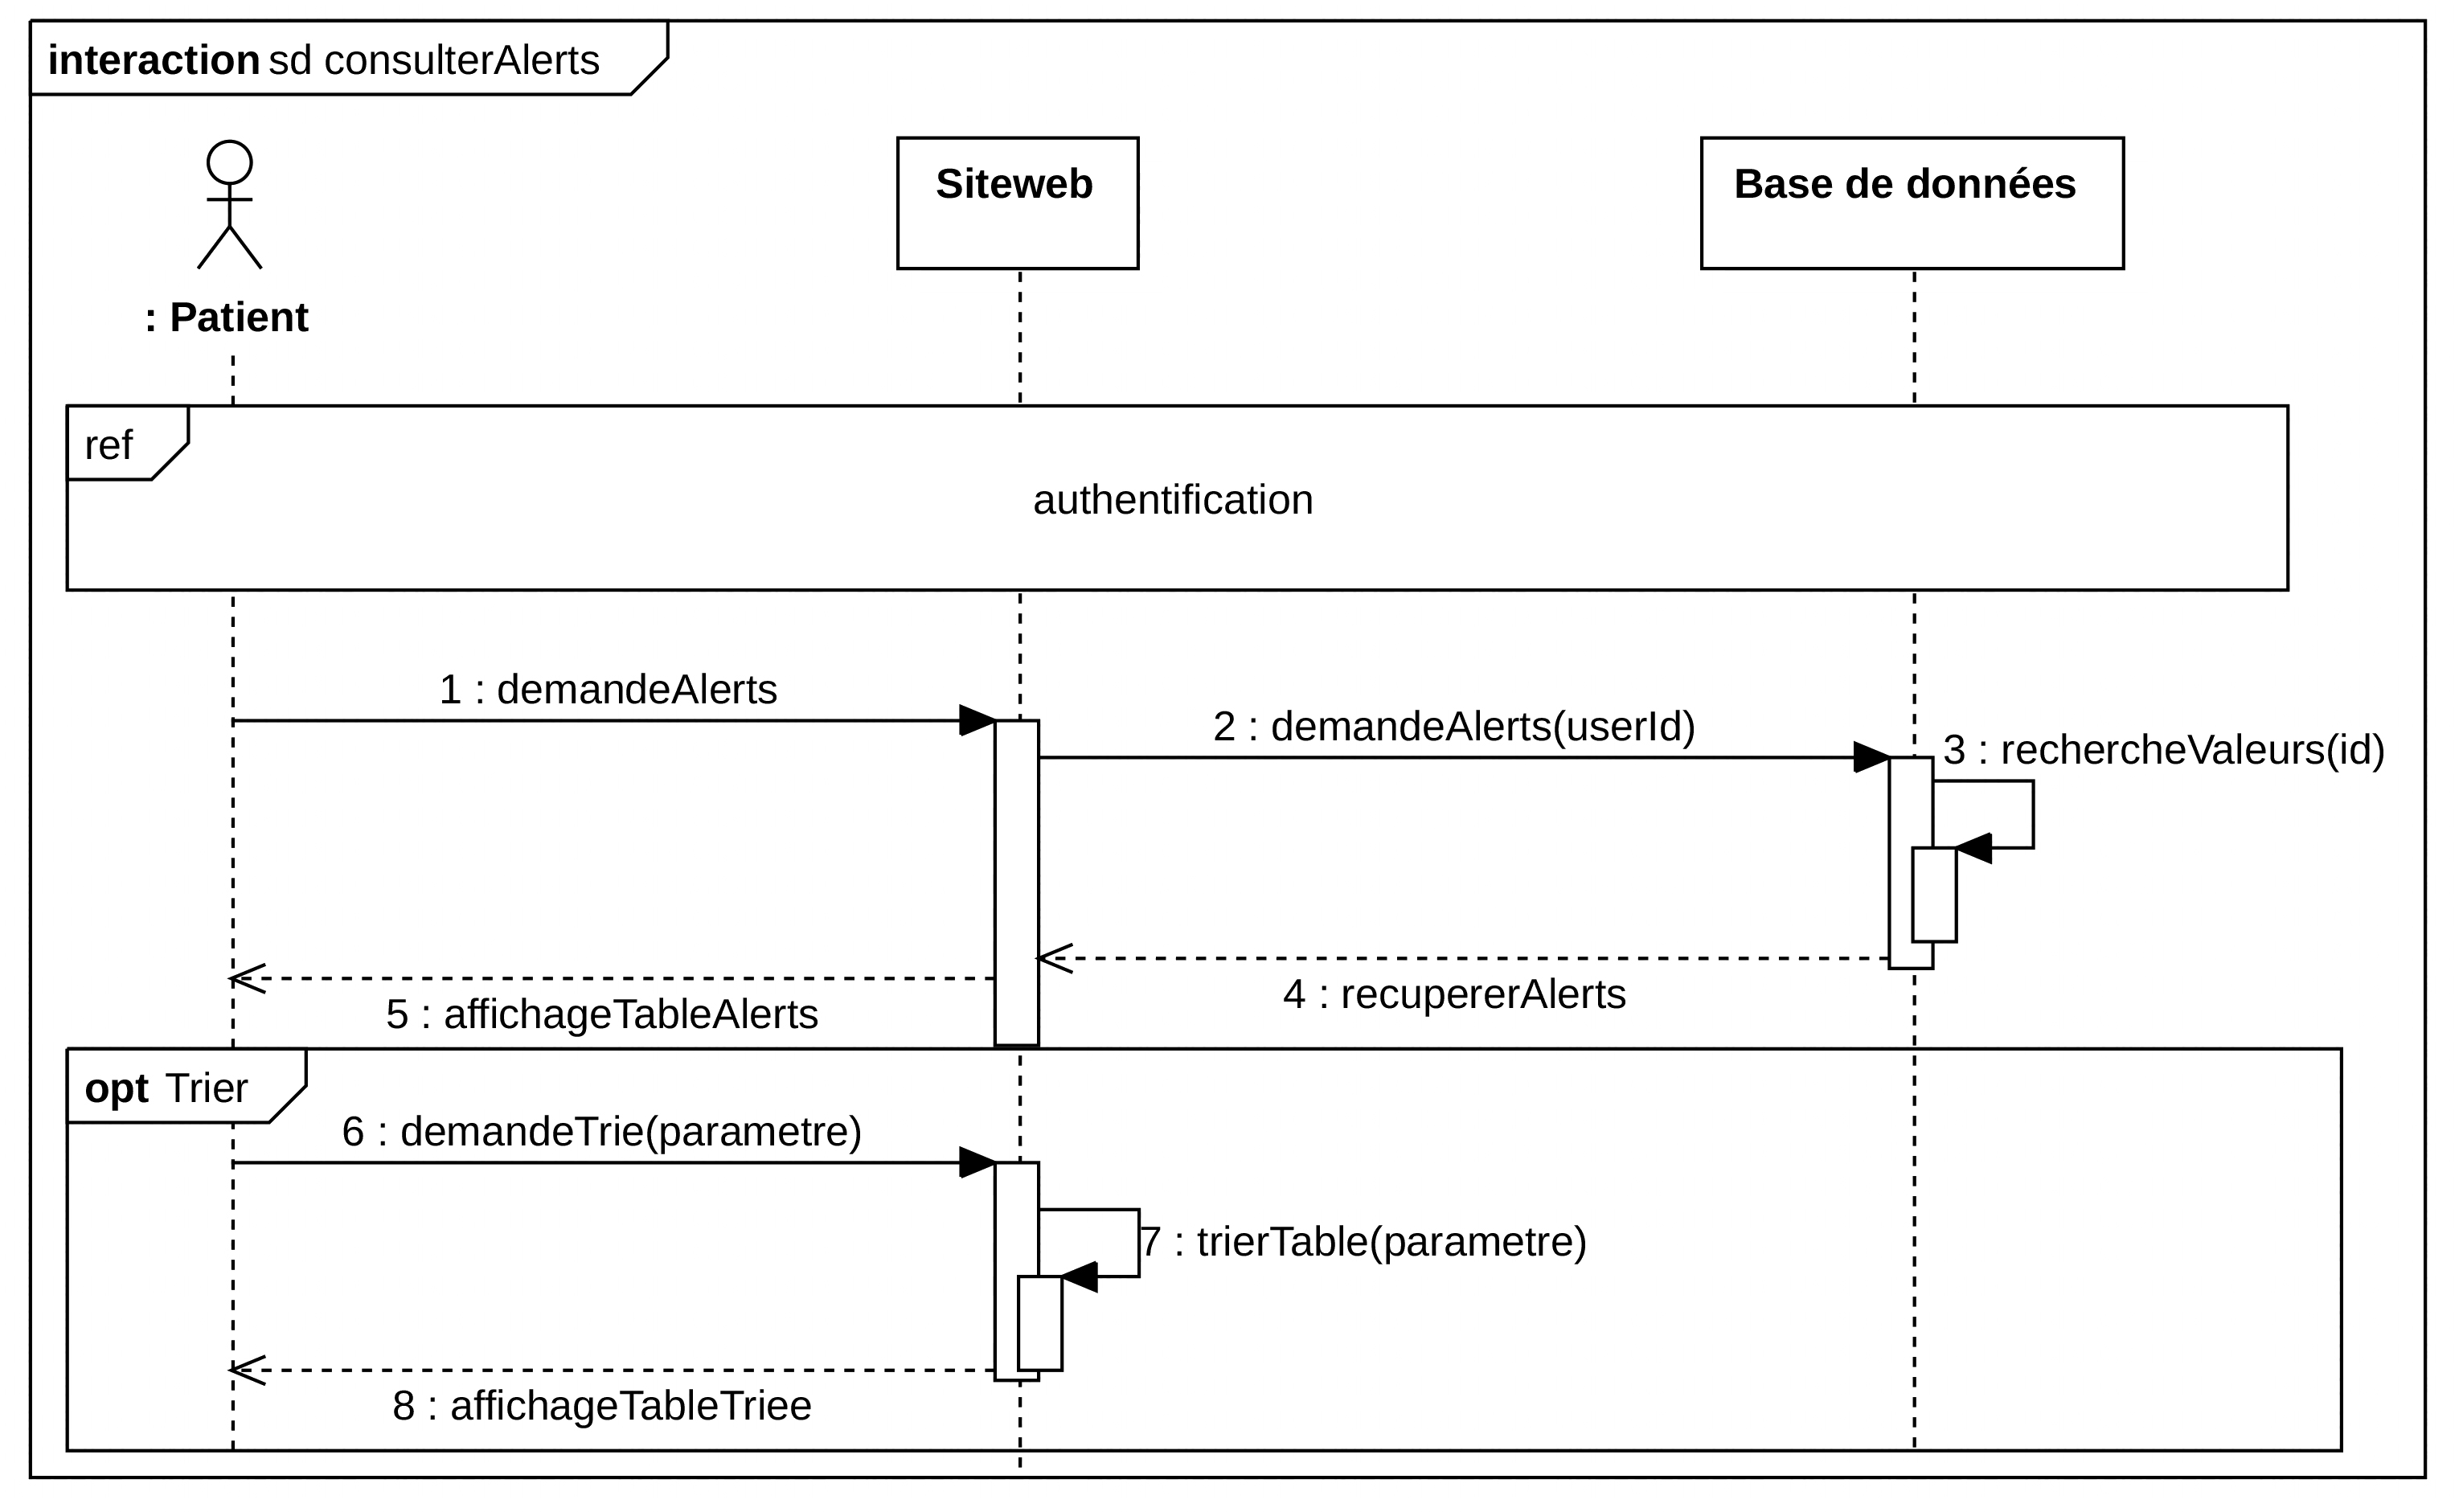 interaction sd consulterAlerts
Siteweb
Base de données
: Patient
ref
authentification
1 : demandeAlerts
2 : demandeAlerts(userId)
3 : rechercheValeurs(id)
4 : recupererAlerts
5 : affichageTableAlerts
opt Trier
6 : demandeTrie(parametre)
7 : trierTable(parametre)
8 : affichageTableTriee